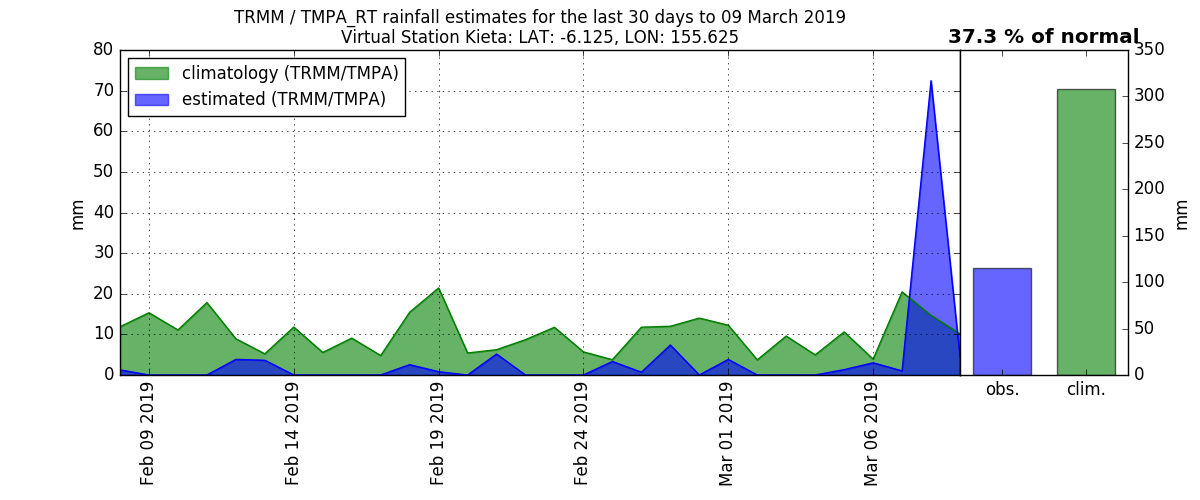 TRMM / TMPA_RT rainfall estimates for the last 30 days to 09 March 2019
Virtual Station Kieta: LAT: -6.125, LON: 155.625
37.3 % of normal
climatology (TRMM/TMPA)
estimated (TRMM/TMPA)
80
70
60
50
40
30
20
10
0
mm
Feb 09 2019
Feb 14 2019
Feb 19 2019
Feb 24 2019
Mar 01 2019
Mar 06 2019
obs.
clim.
350
300
250
200
150
100
50
0
mm